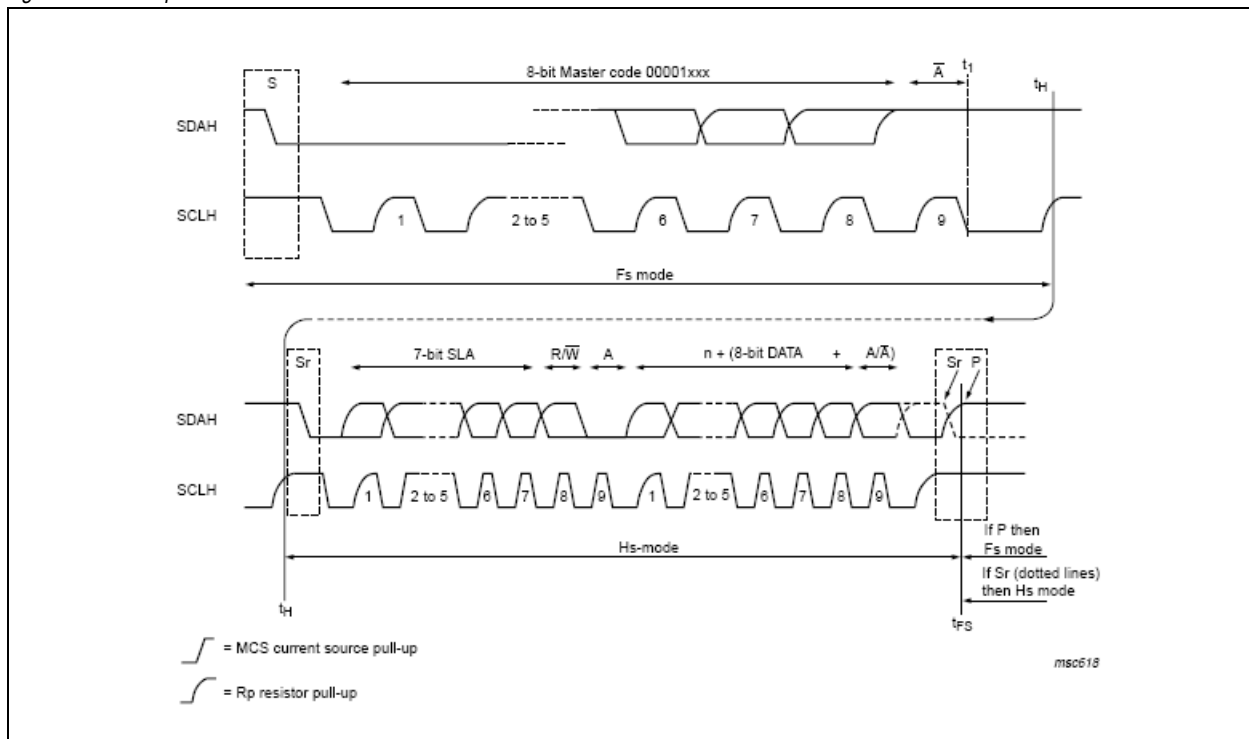 S
8-bit Master code 00001xxx
A̅
t1
tH
SDAH
SCLH
1
2 to 5
6
7
8
9
Fs mode
Sr
7-bit SLA
R/W̅
A
n + (8-bit DATA + A/A̅)
Sr P
SDAH
SCLH
1
2 to 5
6
7
8
9
1
2 to 5
6
7
8
9
If P then
Fs mode
Hs-mode
If Sr (dotted lines)
then Hs mode
tH
tFS
= MCS current source pull-up
msc618
= Rp resistor pull-up